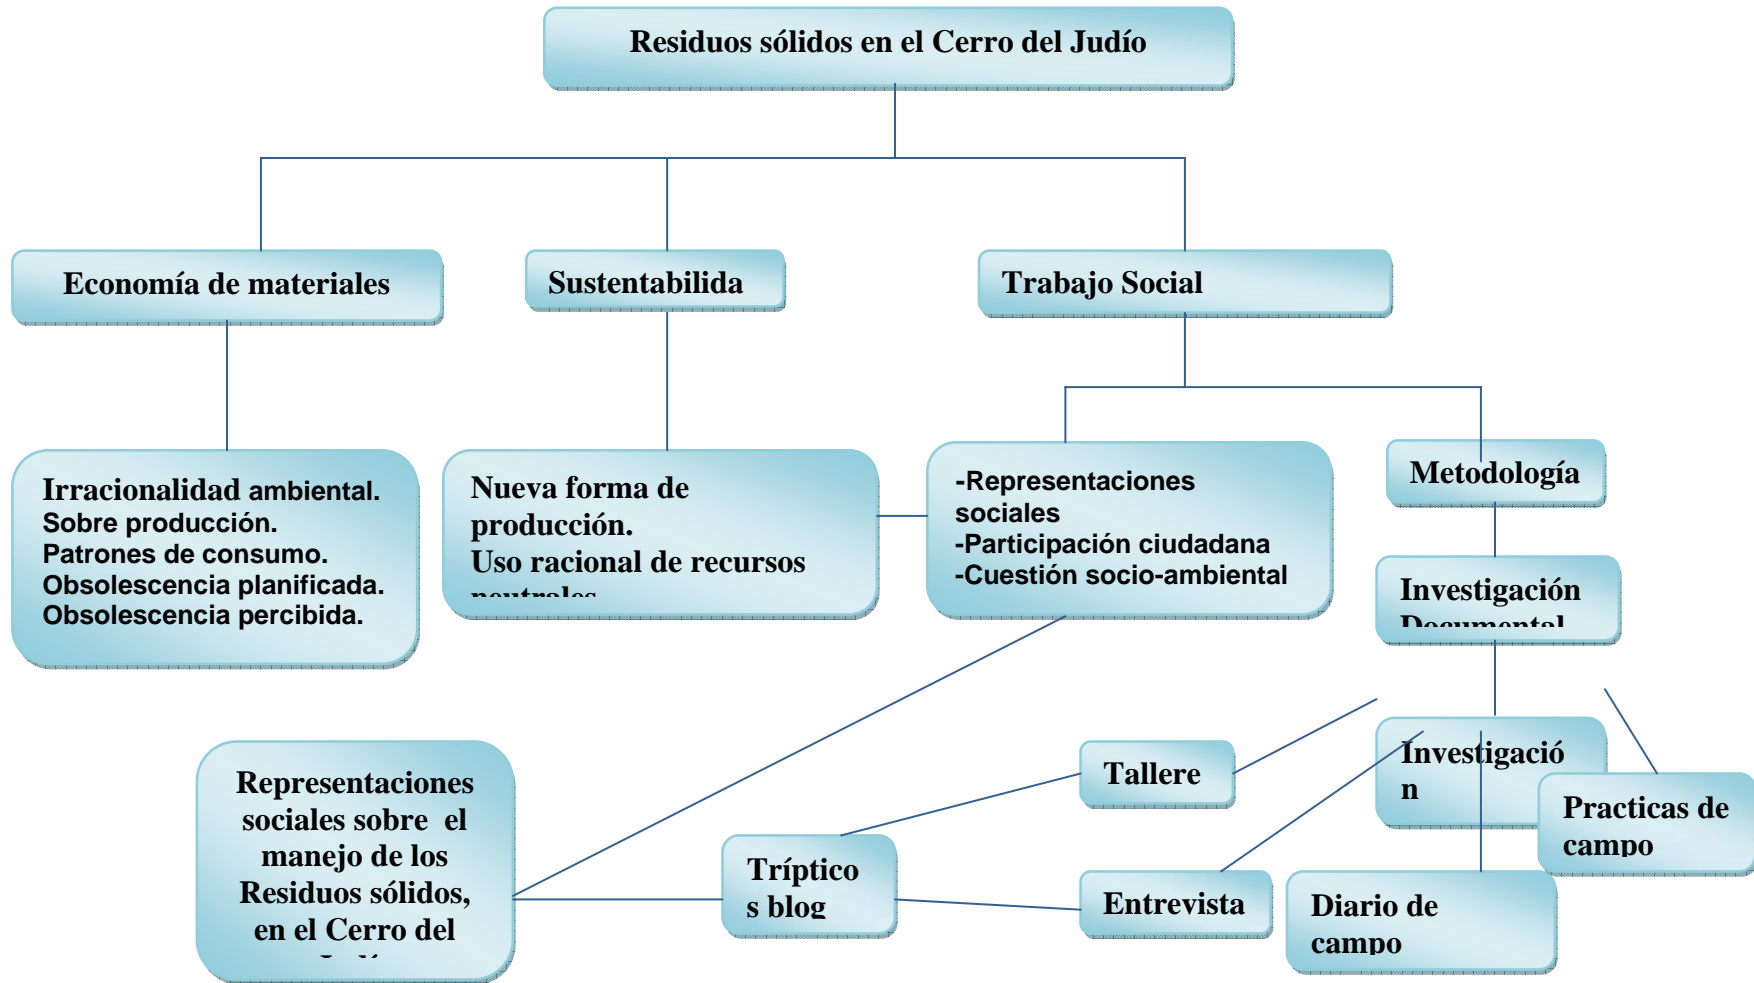 Residuos sólidos en el Cerro del Judío
Economía de materiales
Sustentabilida
Trabajo Social
Irracionalidad ambiental.
Sobre producción.
Patrones de consumo.
Obsolescencia planificada.
Obsolescencia percibida.
Nueva forma de
producción.
Uso racional de recursos
neutrales
-Representaciones
sociales
-Participación ciudadana
-Cuestión socio-ambiental
Metodología
Investigación
Documental
Investigació
n
Practicas de
campo
Tallere
Entrevista
Diario de
campo
Tríptico
s blog
Representaciones
sociales sobre el
manejo de los
Residuos sólidos,
en el Cerro del